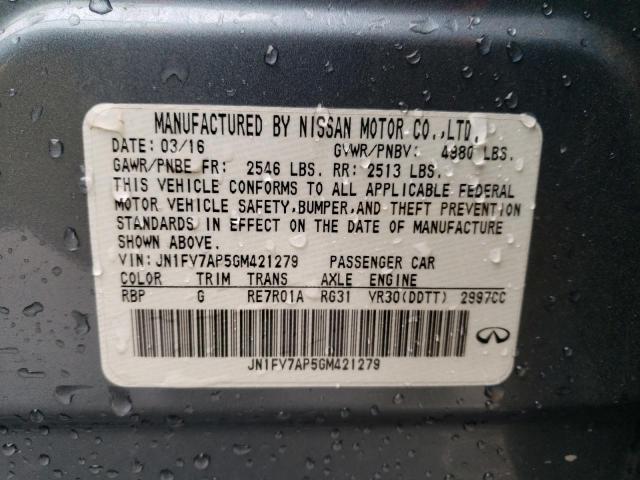 MANUFACTURED BY NISSAN MOTOR CO.,LTD.
DATE: 03/16 GVWR/PNBV: 4980 LBS.
GAWR/PNBE FR: 2546 LBS. RR: 2513 LBS.
THIS VEHICLE CONFORMS TO ALL APPLICABLE FEDERAL
MOTOR VEHICLE SAFETY,BUMPER,AND THEFT PREVENTION
STANDARDS IN EFFECT ON THE DATE OF MANUFACTURE
SHOWN ABOVE.
VIN: JN1FV7AP5GM421279 PASSENGER CAR
COLOR TRIM TRANS AXLE ENGINE
RBP G RE7R01A RG31 VR30(DDTT) 2997CC
JN1FV7AP5GM421279